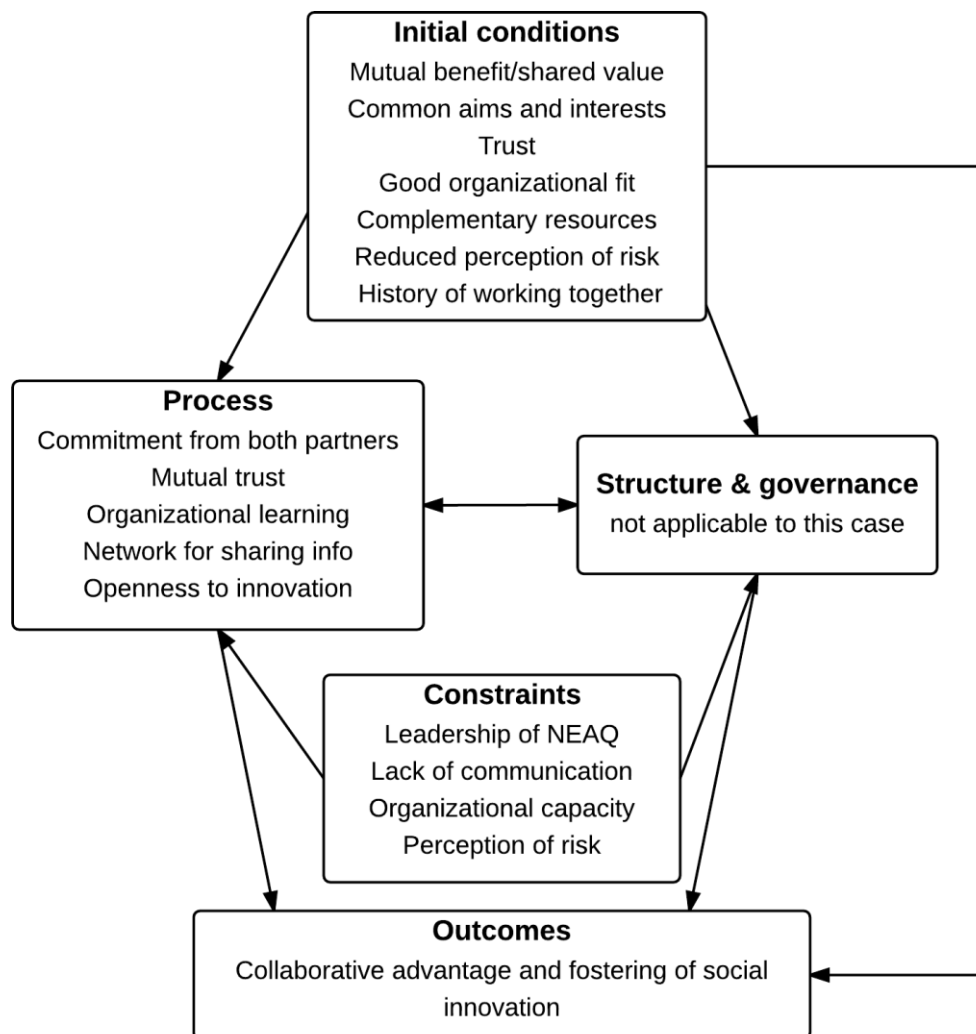 Initial conditions
Mutual benefit/shared value
Common aims and interests
Trust
Good organizational fit
Complementary resources
Reduced perception of risk
History of working together
Process
Commitment from both partners
Mutual trust
Organizational learning
Network for sharing info
Openness to innovation
Structure & governance
not applicable to this case
Constraints
Leadership of NEAQ
Lack of communication
Organizational capacity
Perception of risk
Outcomes
Collaborative advantage and fostering of social
innovation